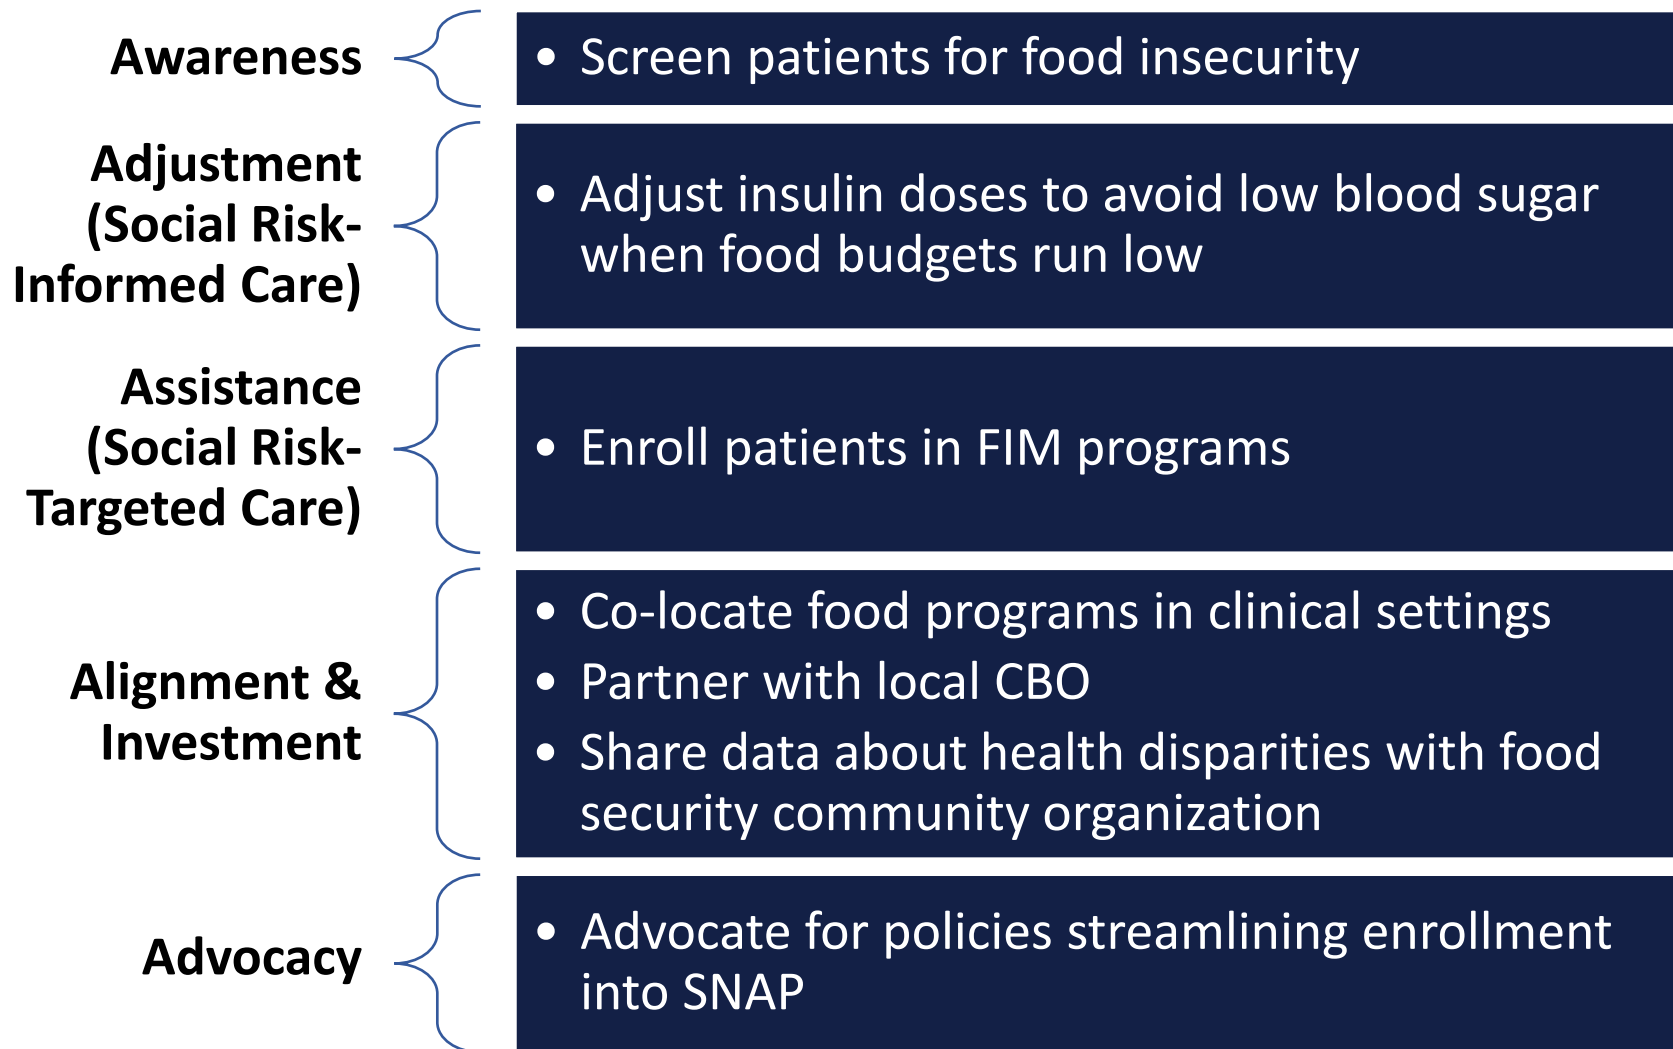 Awareness
• Screen patients for food insecurity
Adjustment
(Social Risk-
Informed Care)
• Adjust insulin doses to avoid low blood sugar
when food budgets run low
Assistance
(Social Risk-
Targeted Care)
• Enroll patients in FIM programs
Alignment &
Investment
• Co-locate food programs in clinical settings
• Partner with local CBO
• Share data about health disparities with food
security community organization
Advocacy
• Advocate for policies streamlining enrollment
into SNAP